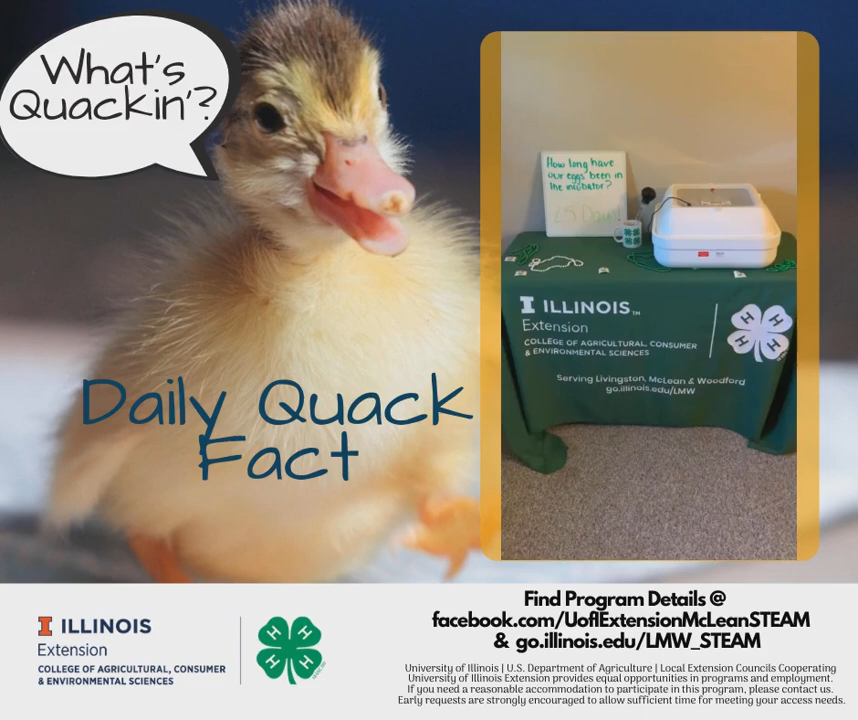 What's
Quackin'?
How long have
our eggs been in
the incubator?
Daily Quack
Fact
I ILLINOIS™
Extension
COLLEGE OF AGRICULTURAL, CONSUMER
& ENVIRONMENTAL SCIENCES
H H
H H
Serving Livingston, McLean & Woodford
go.illinois.edu/LMW
I ILLINOIS
Extension
COLLEGE OF AGRICULTURAL, CONSUMER
& ENVIRONMENTAL SCIENCES
H H
H H
Find Program Details @
facebook.com/UofIExtensionMcLeanSTEAM
& go.illinois.edu/LMW_STEAM
University of Illinois | U.S. Department of Agriculture | Local Extension Councils Cooperating
University of Illinois Extension provides equal opportunities in programs and employment.
If you need a reasonable accommodation to participate in this program, please contact us.
Early requests are strongly encouraged to allow sufficient time for meeting your access needs.